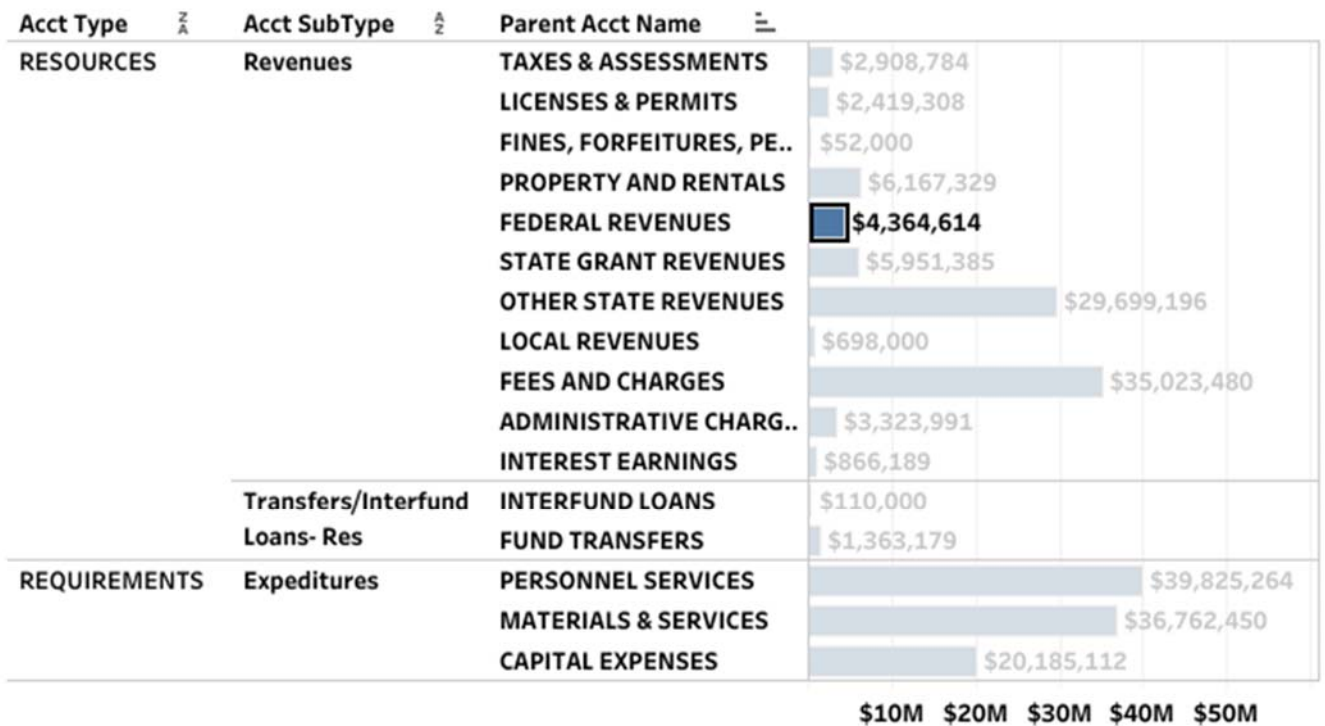 Acct Type Acct SubType Parent Acct Name
RESOURCES Revenues TAXES & ASSESSMENTS $2,908,784
LICENSES & PERMITS $2,419,308
FINES, FORFEITURES, PE.. $52,000
PROPERTY AND RENTALS $6,167,329
FEDERAL REVENUES $4,364,614
STATE GRANT REVENUES $5,951,385
OTHER STATE REVENUES $29,699,196
LOCAL REVENUES $698,000
FEES AND CHARGES $35,023,480
ADMINISTRATIVE CHARG.. $3,323,991
INTEREST EARNINGS $866,189
Transfers/Interfund INTERFUND LOANS $110,000
Loans- Res FUND TRANSFERS $1,363,179
REQUIREMENTS Expeditures PERSONNEL SERVICES $39,825,264
MATERIALS & SERVICES $36,762,450
CAPITAL EXPENSES $20,185,112
$10M $20M $30M $40M $50M